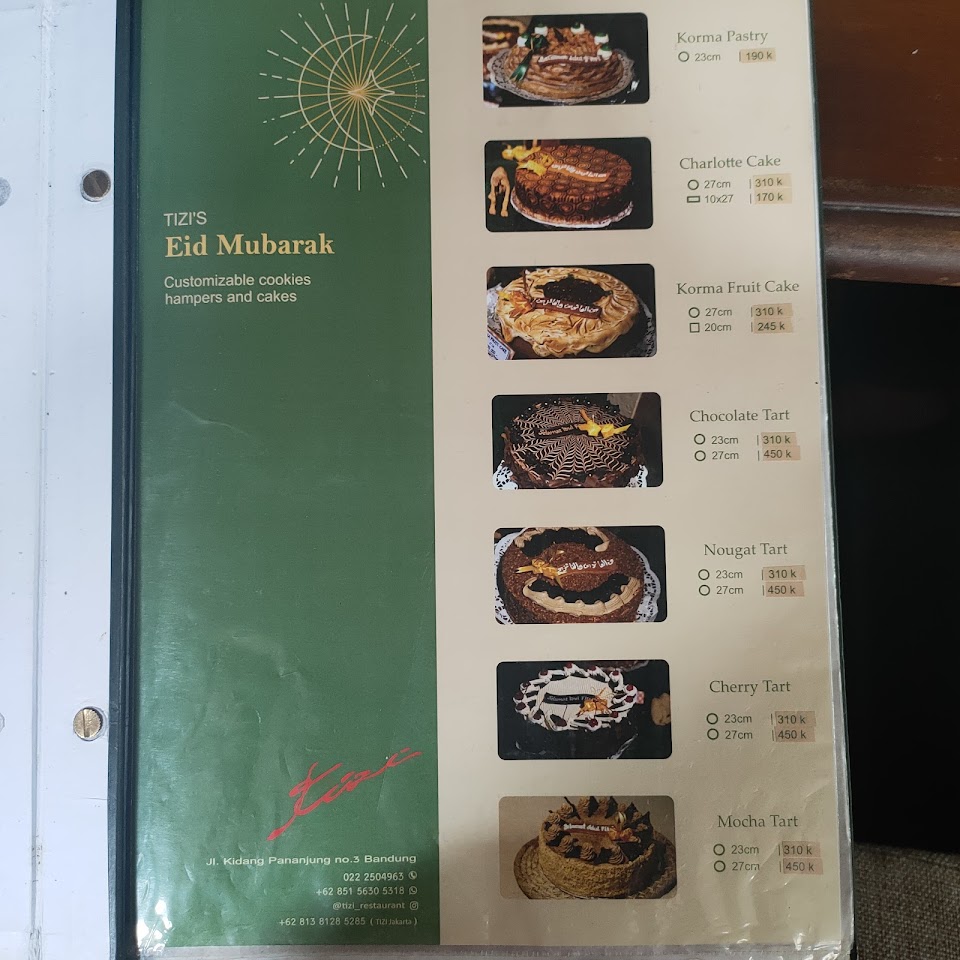 TIZI'S
Eid Mubarak
Customizable cookies
hampers and cakes
tizi
Jl. Kidang Pananjung no.3 Bandung
022 2504963
+62 851 5630 5318
@tizi_restaurant
+62 813 8128 5285 ( TIZI Jakarta )
Korma Pastry
23cm | 190 k
Charlotte Cake
27cm | 310 k
10x27 | 170 k
Korma Fruit Cake
27cm | 310 k
20cm | 245 k
Chocolate Tart
23cm | 310 k
27cm | 450 k
Nougat Tart
23cm | 310 k
27cm | 450 k
Cherry Tart
23cm | 310 k
27cm | 450 k
Mocha Tart
23cm | 310 k
27cm | 450 k